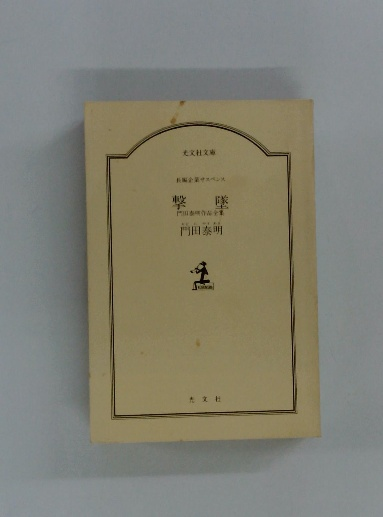 光文社文庫
長編企業サスペンス
撃墜
門田泰明作品全集
門田泰明
光文社